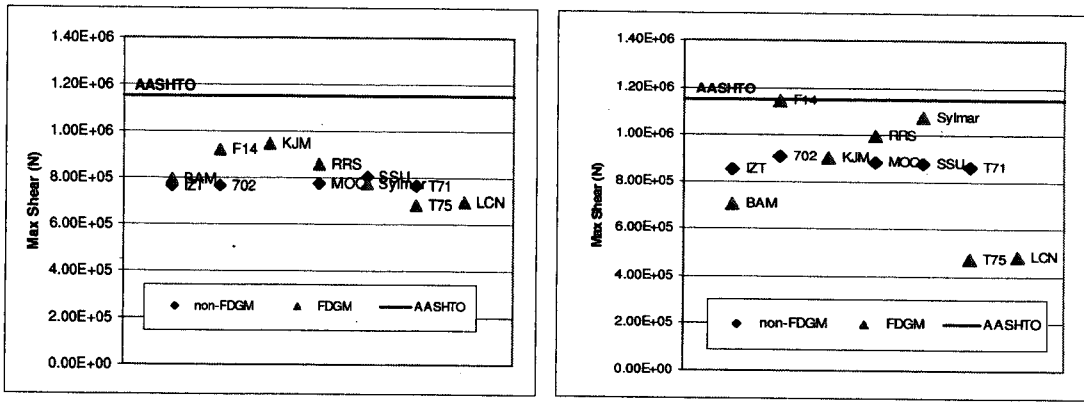 1.40E+06
1.20E+06
1.00E+06
8.00E+05
6.00E+05
4.00E+05
2.00E+05
0.00E+00
Max Shear (N)
AASHTO
F14
KJM
RRS
BAM
IZT
702
MOC
SSU
Sylmar
T71
T75
LCN
non-FDGM
FDGM
AASHTO
1.40E+06
1.20E+06
1.00E+06
8.00E+05
6.00E+05
4.00E+05
2.00E+05
0.00E+00
Max Shear (N)
AASHTO
F14
Sylmar
RRS
IZT
702
KJM
MOC
SSU
T71
BAM
T75
LCN
non-FDGM
FDGM
AASHTO